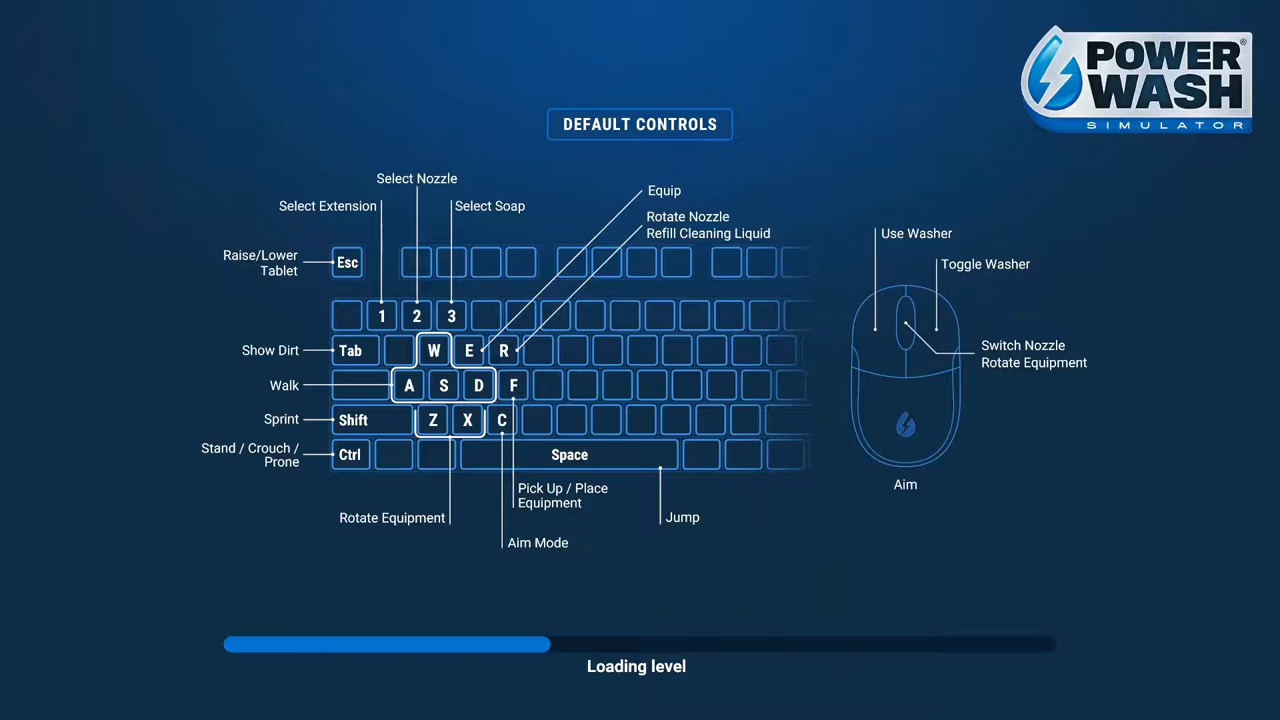 POWER®
WASH
SIMULATOR
DEFAULT CONTROLS
Select Nozzle
Select Extension
Select Soap
Equip
Rotate Nozzle
Refill Cleaning Liquid
Raise/Lower
Tablet
Esc
1 2 3
Show Dirt
Tab W E R
Walk
A S D F
Sprint
Shift Z X C
Stand / Crouch /
Prone
Ctrl Space
Pick Up / Place
Equipment
Rotate Equipment
Jump
Aim Mode
Use Washer
Toggle Washer
Switch Nozzle
Rotate Equipment
Aim
Loading level